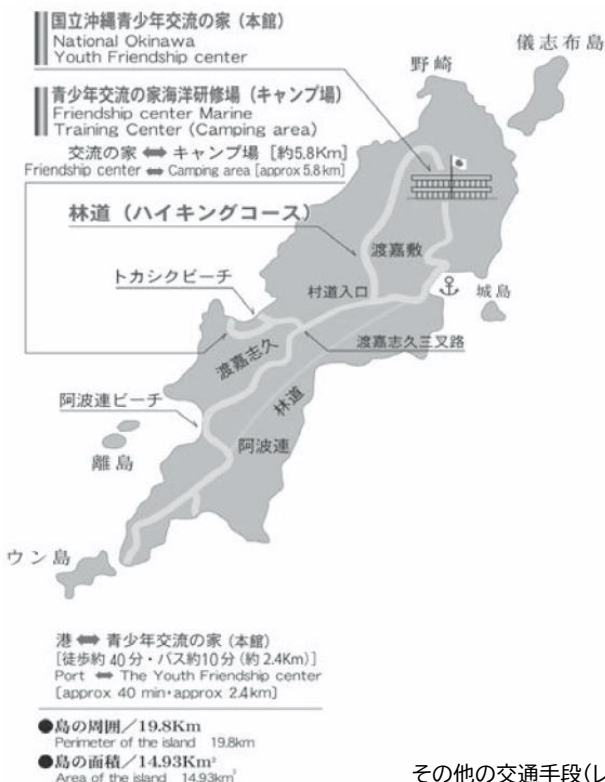 国立沖縄青少年交流の家（本館）
National Okinawa
Youth Friendship center
青少年交流の家海洋研修場（キャンプ場）
Friendship center Marine
Training Center (Camping area)
交流の家 ⬌ キャンプ場 [約5.8Km]
Friendship center ⬌ Camping area [approx 5.8km]
林道（ハイキングコース）
儀志布島
野崎
渡嘉敷
トカシクビーチ
村道入口
城島
渡嘉志久三叉路
渡嘉志久
阿波連ビーチ
林道
阿波連
離島
ウン島
港 ⬌ 青少年交流の家（本館）
[徒歩約40分・バス約10分（約2.4Km）]
Port ⬌ The Youth Friendship center
[approx 40 min・approx 2.4km]
●島の周囲／19.8Km
Perimeter of the island 19.8km
●島の面積／14.93Km²
Area of the island 14.93km²
その他の交通手段(レ